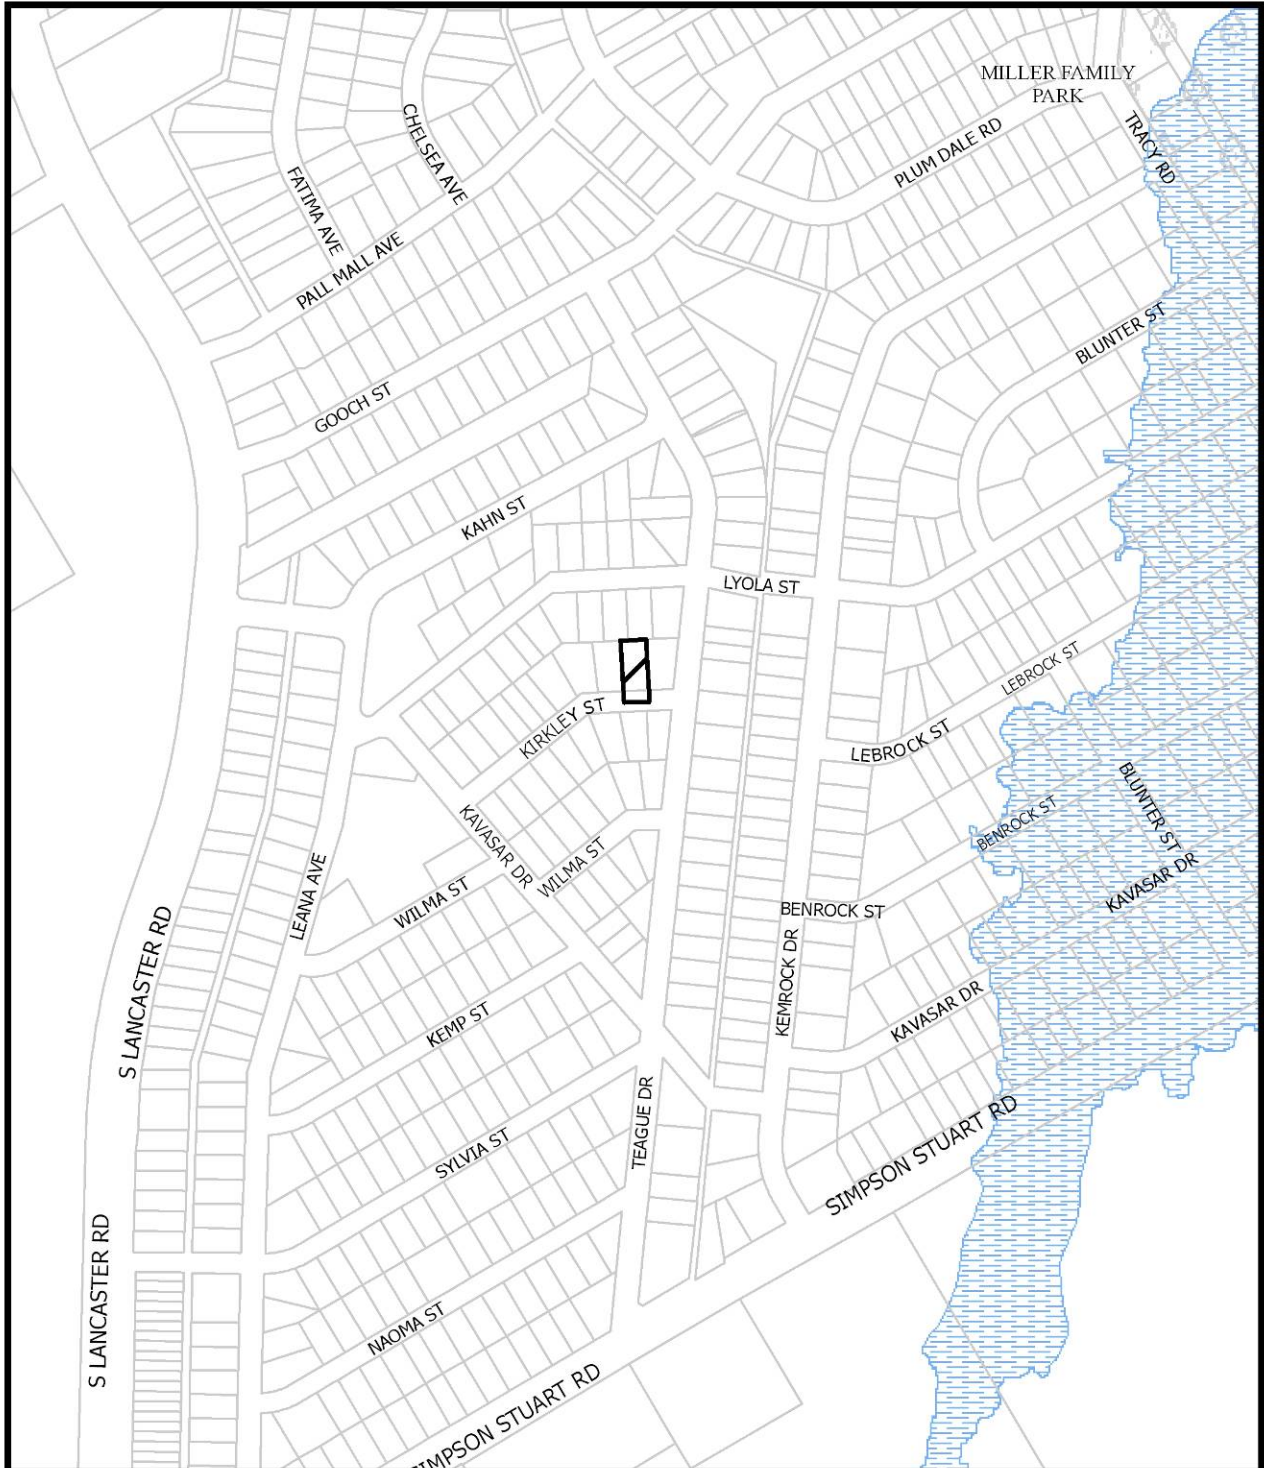 MILLER FAMILY
PARK
CHELSEA AVE
TRACY RD
PLUM DALE RD
FATIMA AVE
PALL MALL AVE
BLUNTER ST
GOOCH ST
KAHN ST
LYOLA ST
LEBROCK ST
KIRKLEY ST
LEBROCK ST
BLUNTER ST
BENROCK ST
KAVASAR DR
WILMA ST
KAVASAR DR
LEANA AVE
WILMA ST
BENROCK ST
S LANCASTER RD
KEMROCK DR
KEMP ST
KAVASAR DR
TEAGUE DR
SIMPSON STUART RD
SYLVIA ST
S LANCASTER RD
NAOMA ST
SIMPSON STUART RD